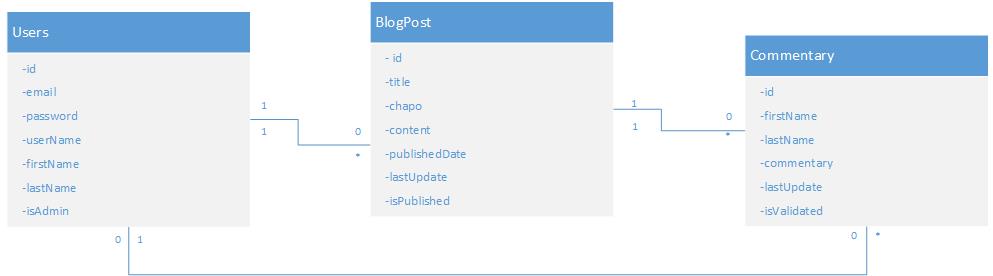 Users
-id
-email
-password
-userName
-firstName
-lastName
-isAdmin
1
1
0
*
BlogPost
- id
-title
-chapo
-content
-publishedDate
-lastUpdate
-isPublished
1
1
0
*
Commentary
-id
-firstName
-lastName
-commentary
-lastUpdate
-isValidated
0 1
0 *